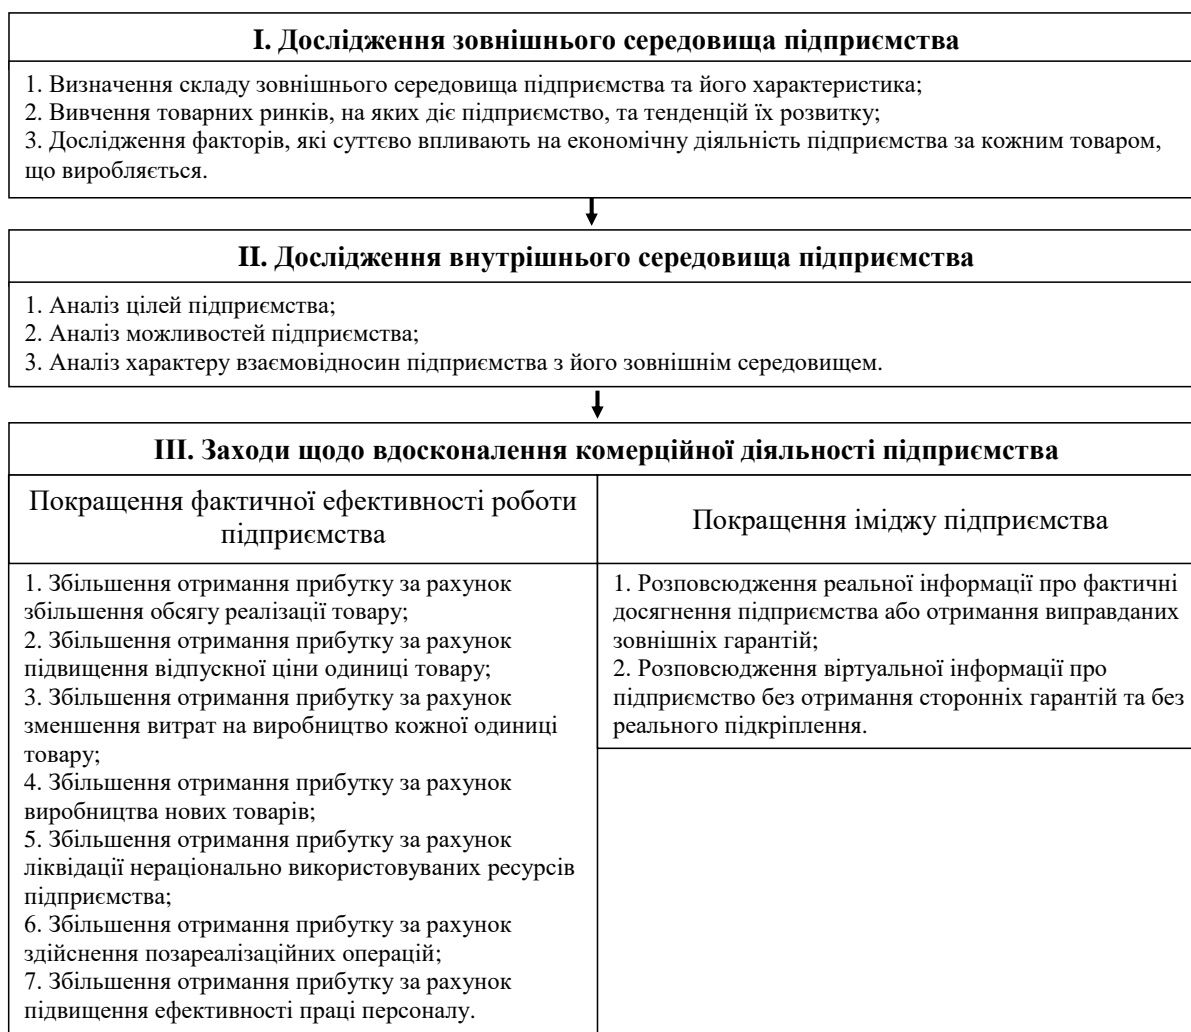 І. Дослідження зовнішнього середовища підприємства
1. Визначення складу зовнішнього середовища підприємства та його характеристика;
2. Вивчення товарних ринків, на яких діє підприємство, та тенденцій їх розвитку;
3. Дослідження факторів, які суттєво впливають на економічну діяльність підприємства за кожним товаром,
що виробляється.
ІІ. Дослідження внутрішнього середовища підприємства
1. Аналіз цілей підприємства;
2. Аналіз можливостей підприємства;
3. Аналіз характеру взаємовідносин підприємства з його зовнішнім середовищем.
ІІІ. Заходи щодо вдосконалення комерційної діяльності підприємства
Покращення фактичної ефективності роботи
підприємства
1. Збільшення отримання прибутку за рахунок
збільшення обсягу реалізації товару;
2. Збільшення отримання прибутку за рахунок
підвищення відпускної ціни одиниці товару;
3. Збільшення отримання прибутку за рахунок
зменшення витрат на виробництво кожної одиниці
товару;
4. Збільшення отримання прибутку за рахунок
виробництва нових товарів;
5. Збільшення отримання прибутку за рахунок
ліквідації нераціонально використовуваних ресурсів
підприємства;
6. Збільшення отримання прибутку за рахунок
здійснення позареалізаційних операцій;
7. Збільшення отримання прибутку за рахунок
підвищення ефективності праці персоналу.
Покращення іміджу підприємства
1. Розповсюдження реальної інформації про фактичні
досягнення підприємства або отримання виправданих
зовнішніх гарантій;
2. Розповсюдження віртуальної інформації про
підприємство без отримання сторонніх гарантій та без
реального підкріплення.